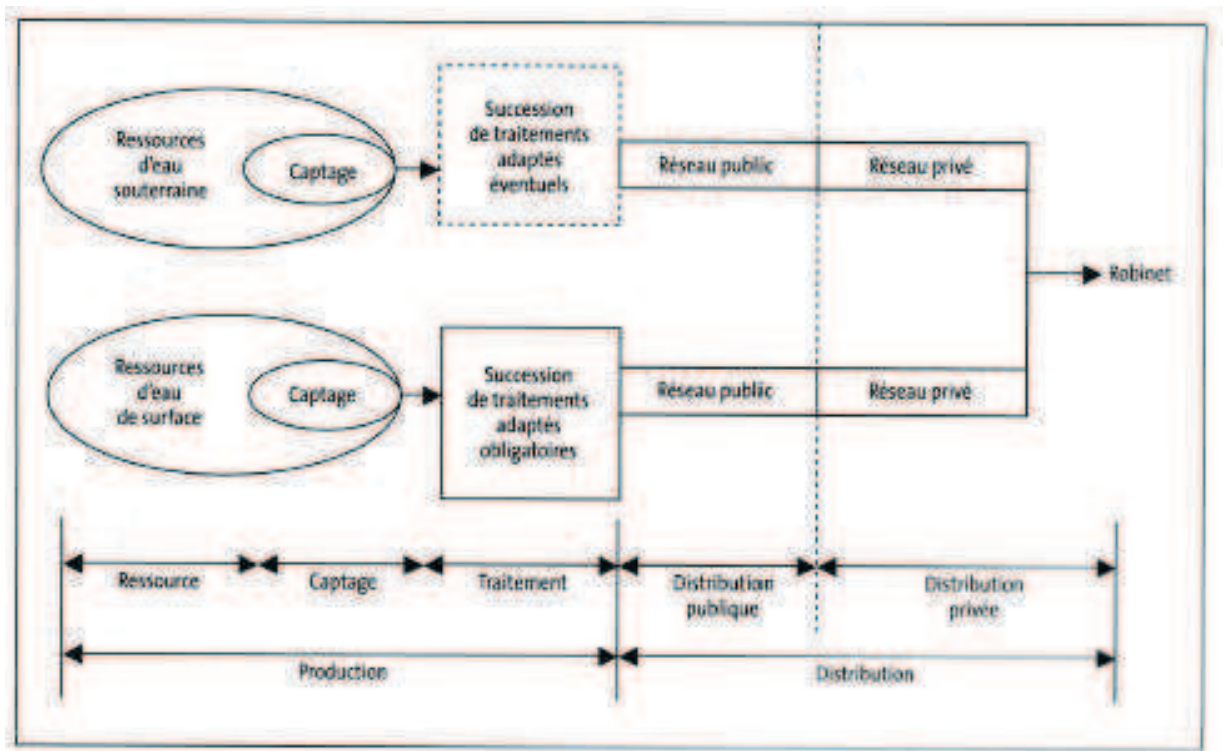 Ressources
d'eau
souterraine
Captage
Succession
de traitements
adaptés
éventuels
Réseau public
Réseau privé
Robinet
Ressources
d'eau
de surface
Captage
Succession
de traitements
adaptés
obligatoires
Réseau public
Réseau privé
Ressource
Captage
Traitement
Distribution
publique
Distribution
privée
Production
Distribution